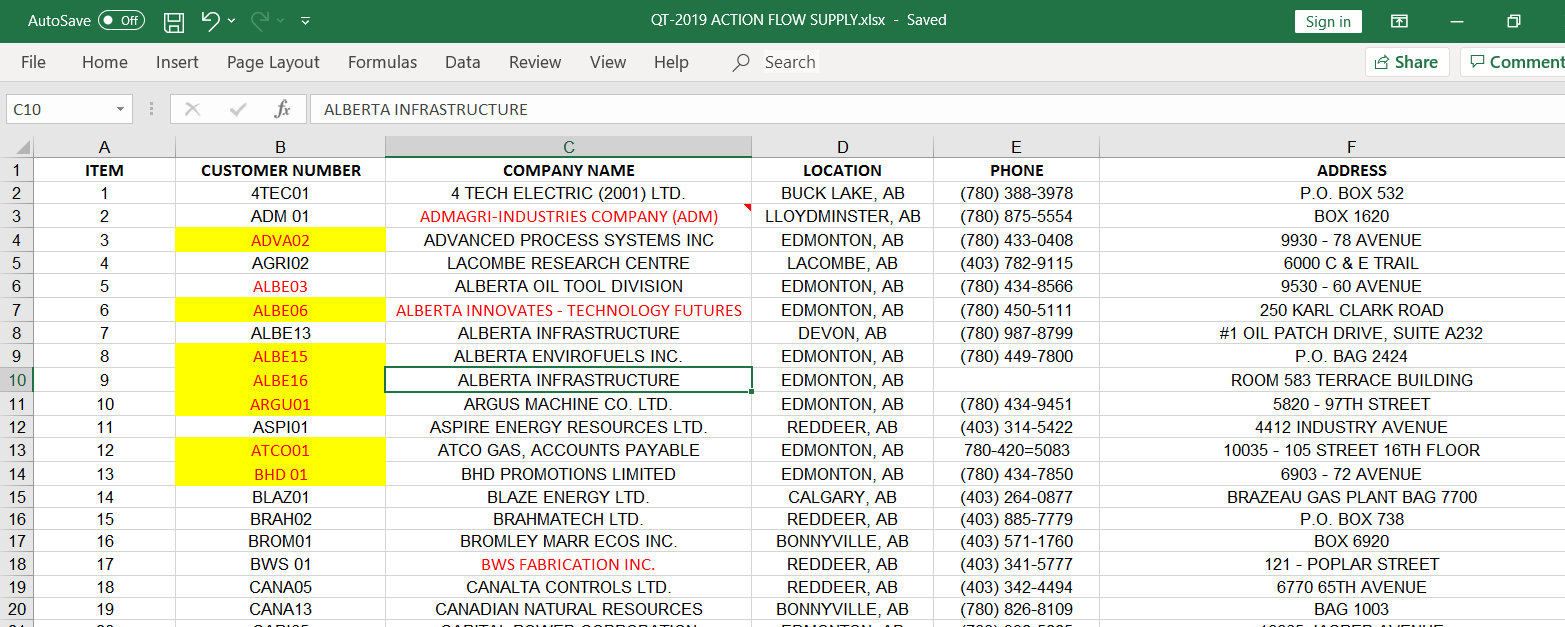 AutoSave Off QT-2019 ACTION FLOW SUPPLY.xlsx - Saved Sign in
File Home Insert Page Layout Formulas Data Review View Help Search Share Comment
C10 fx ALBERTA INFRASTRUCTURE
A B C D E F
1 ITEM CUSTOMER NUMBER COMPANY NAME LOCATION PHONE ADDRESS
2 1 4TEC01 4 TECH ELECTRIC (2001) LTD. BUCK LAKE, AB (780) 388-3978 P.O. BOX 532
3 2 ADM 01 ADMAGRI-INDUSTRIES COMPANY (ADM) LLOYDMINSTER, AB (780) 875-5554 BOX 1620
4 3 ADVA02 ADVANCED PROCESS SYSTEMS INC EDMONTON, AB (780) 433-0408 9930 - 78 AVENUE
5 4 AGRI02 LACOMBE RESEARCH CENTRE LACOMBE, AB (403) 782-9115 6000 C & E TRAIL
6 5 ALBE03 ALBERTA OIL TOOL DIVISION EDMONTON, AB (780) 434-8566 9530 - 60 AVENUE
7 6 ALBE06 ALBERTA INNOVATES - TECHNOLOGY FUTURES EDMONTON, AB (780) 450-5111 250 KARL CLARK ROAD
8 7 ALBE13 ALBERTA INFRASTRUCTURE DEVON, AB (780) 987-8799 #1 OIL PATCH DRIVE, SUITE A232
9 8 ALBE15 ALBERTA ENVIROFUELS INC. EDMONTON, AB (780) 449-7800 P.O. BAG 2424
10 9 ALBE16 ALBERTA INFRASTRUCTURE EDMONTON, AB ROOM 583 TERRACE BUILDING
11 10 ARGU01 ARGUS MACHINE CO. LTD. EDMONTON, AB (780) 434-9451 5820 - 97TH STREET
12 11 ASPI01 ASPIRE ENERGY RESOURCES LTD. REDDEER, AB (403) 314-5422 4412 INDUSTRY AVENUE
13 12 ATCO01 ATCO GAS, ACCOUNTS PAYABLE EDMONTON, AB 780-420=5083 10035 - 105 STREET 16TH FLOOR
14 13 BHD 01 BHD PROMOTIONS LIMITED EDMONTON, AB (780) 434-7850 6903 - 72 AVENUE
15 14 BLAZ01 BLAZE ENERGY LTD. CALGARY, AB (403) 264-0877 BRAZEAU GAS PLANT BAG 7700
16 15 BRAH02 BRAHMATECH LTD. REDDEER, AB (403) 885-7779 P.O. BOX 738
17 16 BROM01 BROMLEY MARR ECOS INC. BONNYVILLE, AB (403) 571-1760 BOX 6920
18 17 BWS 01 BWS FABRICATION INC. REDDEER, AB (403) 341-5777 121 - POPLAR STREET
19 18 CANA05 CANALTA CONTROLS LTD. REDDEER, AB (403) 342-4494 6770 65TH AVENUE
20 19 CANA13 CANADIAN NATURAL RESOURCES BONNYVILLE, AB (780) 826-8109 BAG 1003